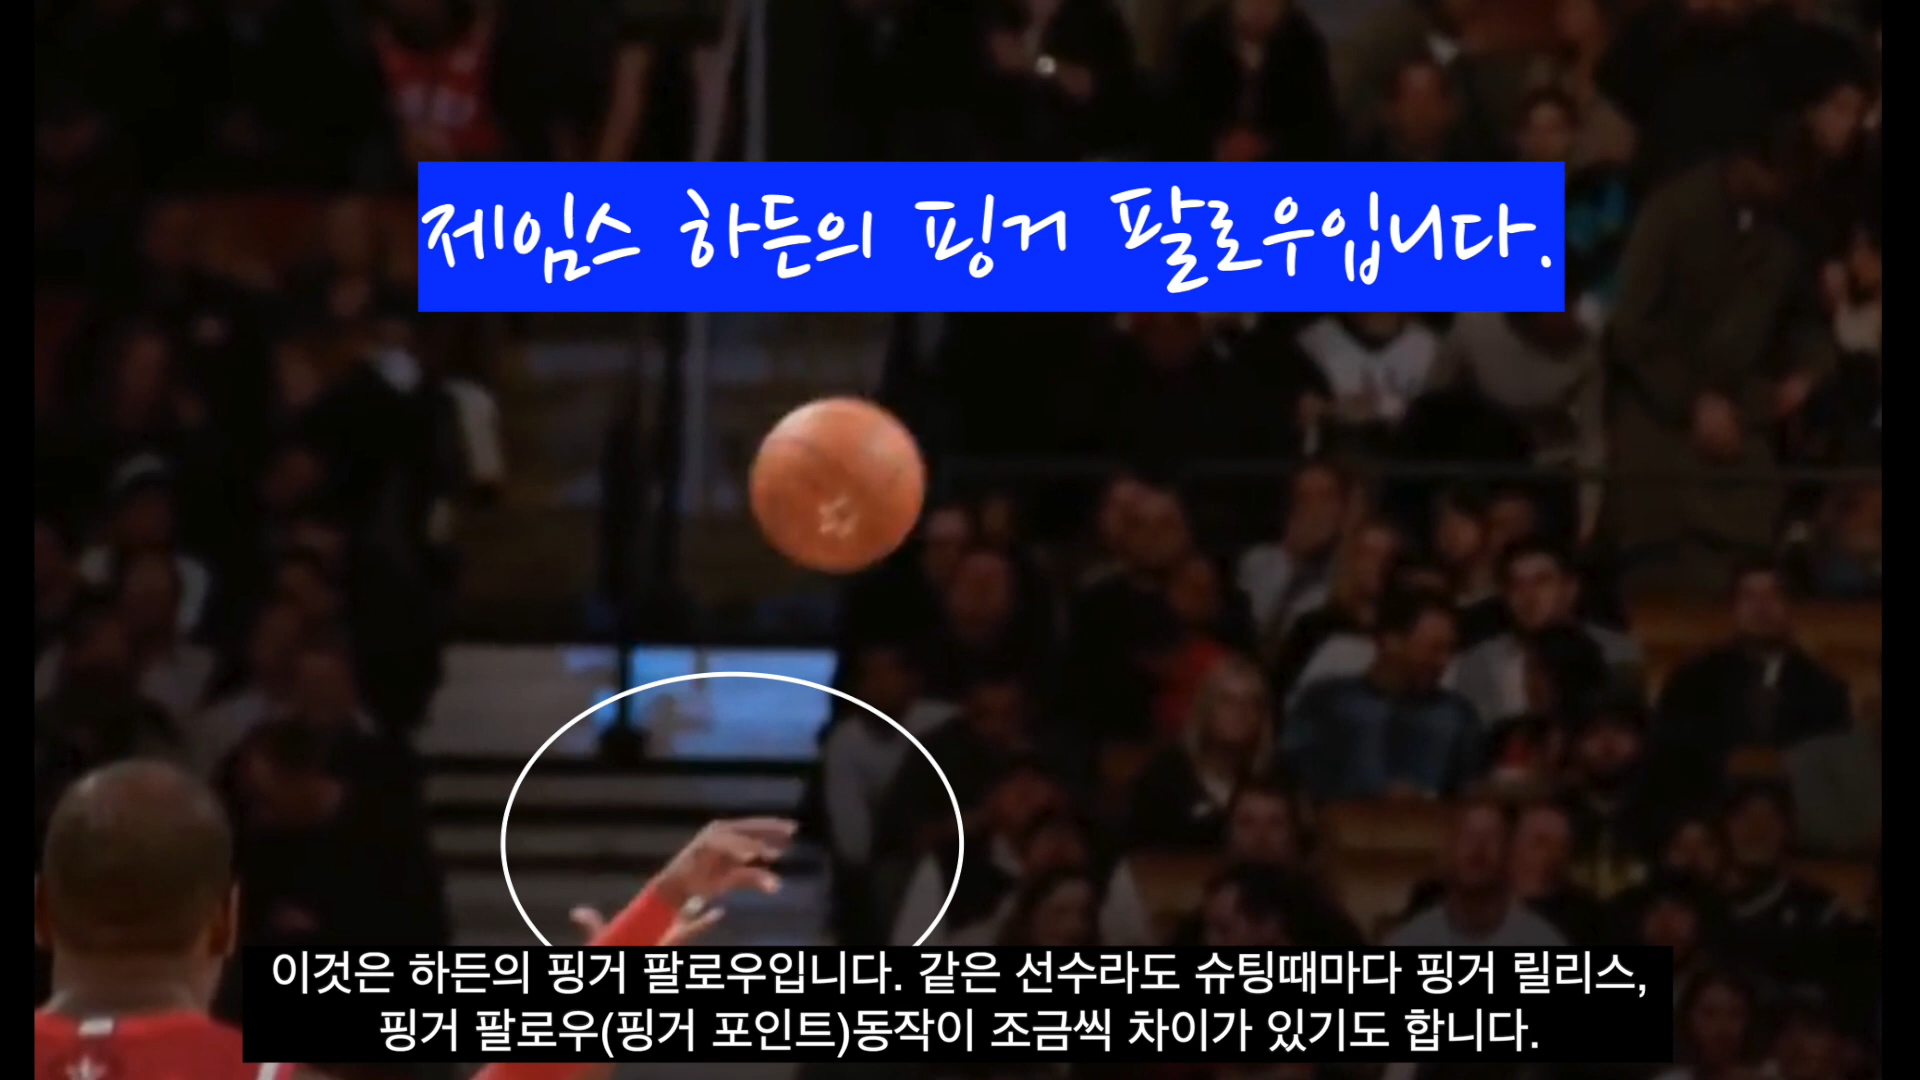 제임스 하든의 핑거 팔로우입니다.
이것은 하든의 핑거 팔로우입니다. 같은 선수라도 슈팅때마다 핑거 릴리스,
핑거 팔로우(핑거 포인트)동작이 조금씩 차이가 있기도 합니다.